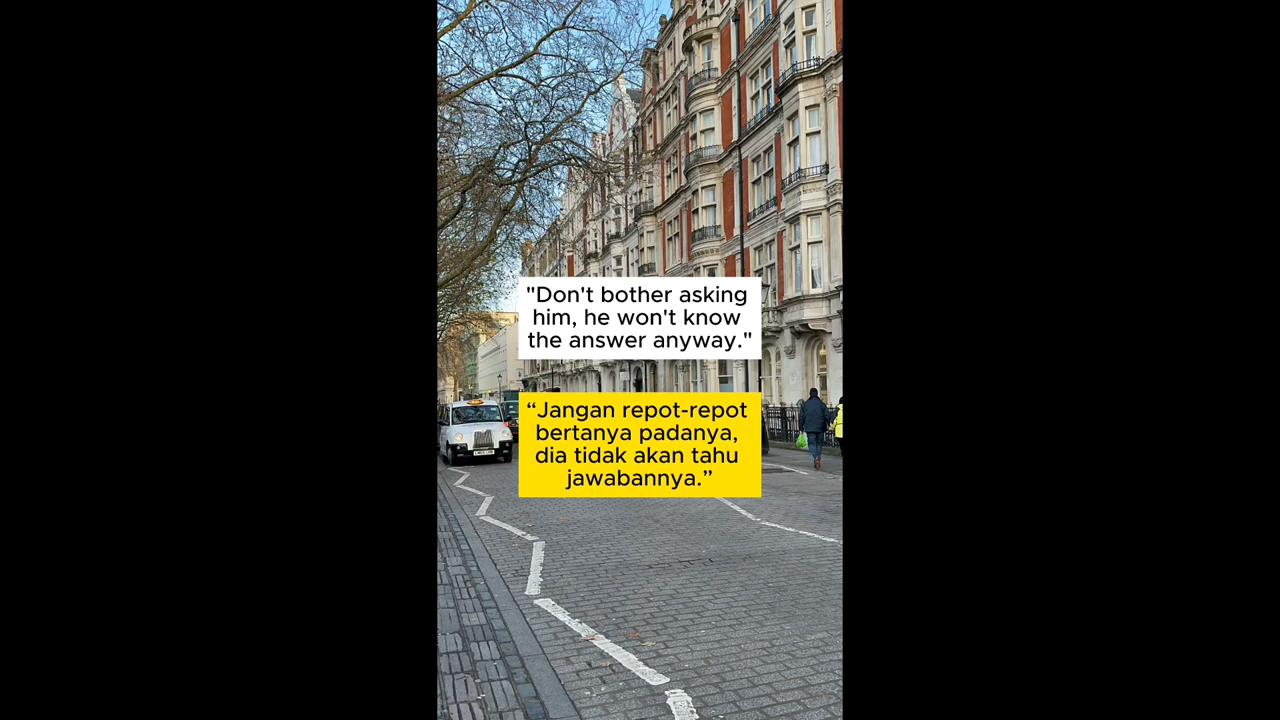 "Don't bother asking
him, he won't know
the answer anyway."
“Jangan repot-repot
bertanya padanya,
dia tidak akan tahu
jawabannya.”